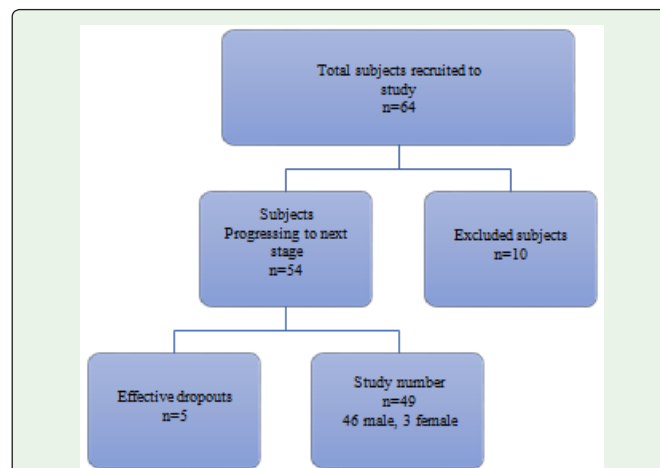 Total subjects recruited to
study
n=64
Subjects
Progressing to next
stage
n=54
Excluded subjects
n=10
Effective dropouts
n=5
Study number
n=49
46 male, 3 female